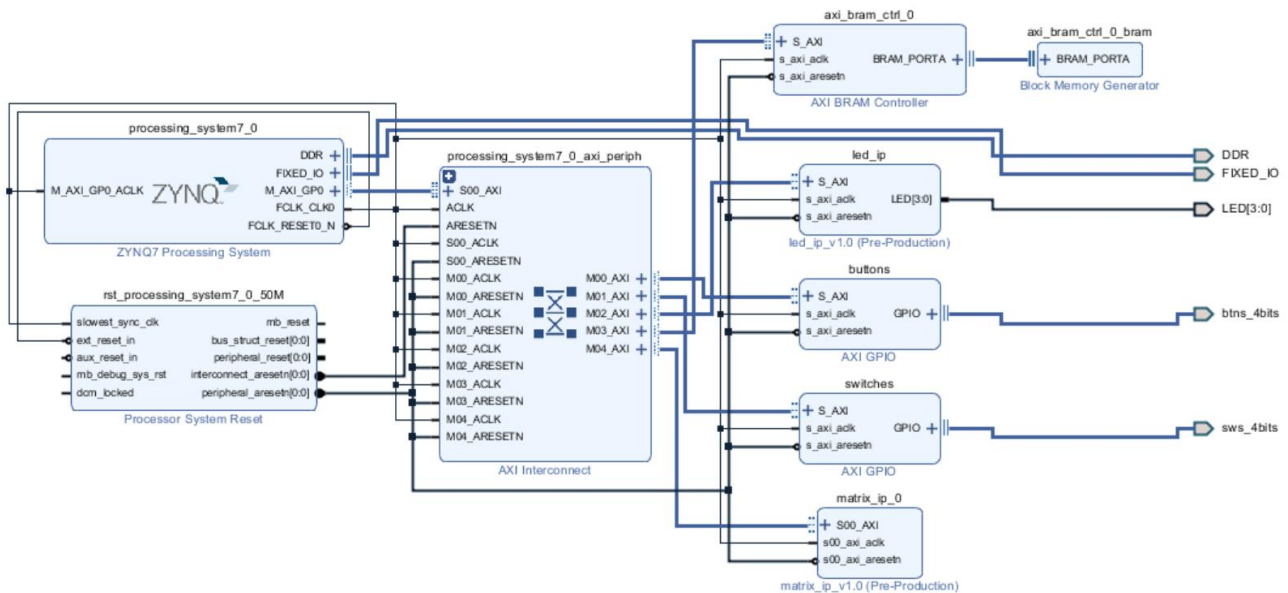 axi_bram_ctrl_0
S_AXI
s_axi_aclk
s_axi_aresetn
BRAM_PORTA
AXI BRAM Controller
axi_bram_ctrl_0_bram
BRAM_PORTA
Block Memory Generator
processing_system7_0
M_AXI_GP0_ACLK
ZYNQ
DDR
FIXED_IO
M_AXI_GP0
FCLK_CLK0
FCLK_RESET0_N
ZYNQ7 Processing System
rst_processing_system7_0_50M
slowest_sync_clk
ext_reset_in
aux_reset_in
mb_debug_sys_rst
dcm_locked
mb_reset
bus_struct_reset[0:0]
peripheral_reset[0:0]
interconnect_aresetn[0:0]
peripheral_aresetn[0:0]
Processor System Reset
processing_system7_0_axi_periph
S00_AXI
ACLK
ARESETN
S00_ACLK
S00_ARESETN
M00_ACLK
M00_ARESETN
M01_ACLK
M01_ARESETN
M02_ACLK
M02_ARESETN
M03_ACLK
M03_ARESETN
M04_ACLK
M04_ARESETN
M00_AXI
M01_AXI
M02_AXI
M03_AXI
M04_AXI
AXI Interconnect
led_ip
S_AXI
s_axi_aclk
s_axi_aresetn
LED[3:0]
led_ip_v1.0 (Pre-Production)
buttons
S_AXI
s_axi_aclk
s_axi_aresetn
GPIO
AXI GPIO
switches
S_AXI
s_axi_aclk
s_axi_aresetn
GPIO
AXI GPIO
matrix_ip_0
S00_AXI
s00_axi_aclk
s00_axi_aresetn
matrix_ip_v1.0 (Pre-Production)
DDR
FIXED_IO
LED[3:0]
btns_4bits
sws_4bits